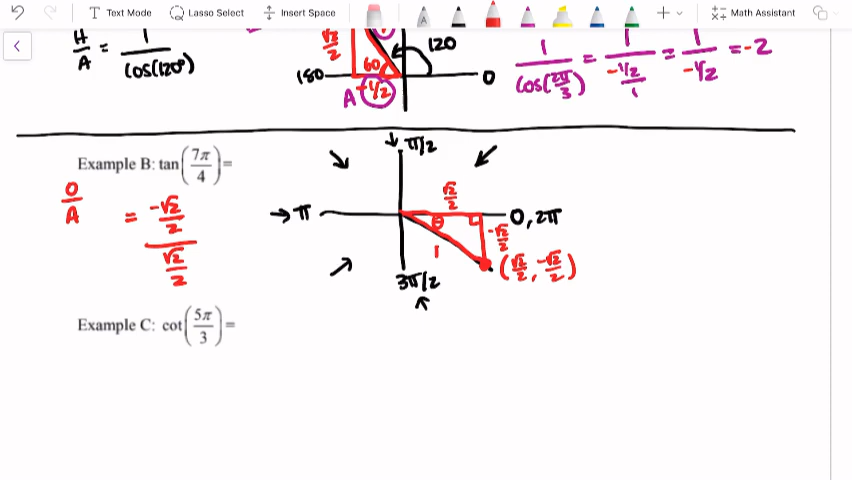 Text Mode Lasso Select Insert Space Math Assistant
H/A = 1/cos(120°)
√2/2
60
120
180
0
A -1/2
1/cos(2π/3) = 1/(-1/2/1) = 1/(-1/2) = -2
Example B: tan(7π/4)=
O/A = (-√2/2)/(√2/2)
π/2
π
0, 2π
3π/2
√2/2
θ
-√2/2
1
(√2/2, -√2/2)
Example C: cot(5π/3)=